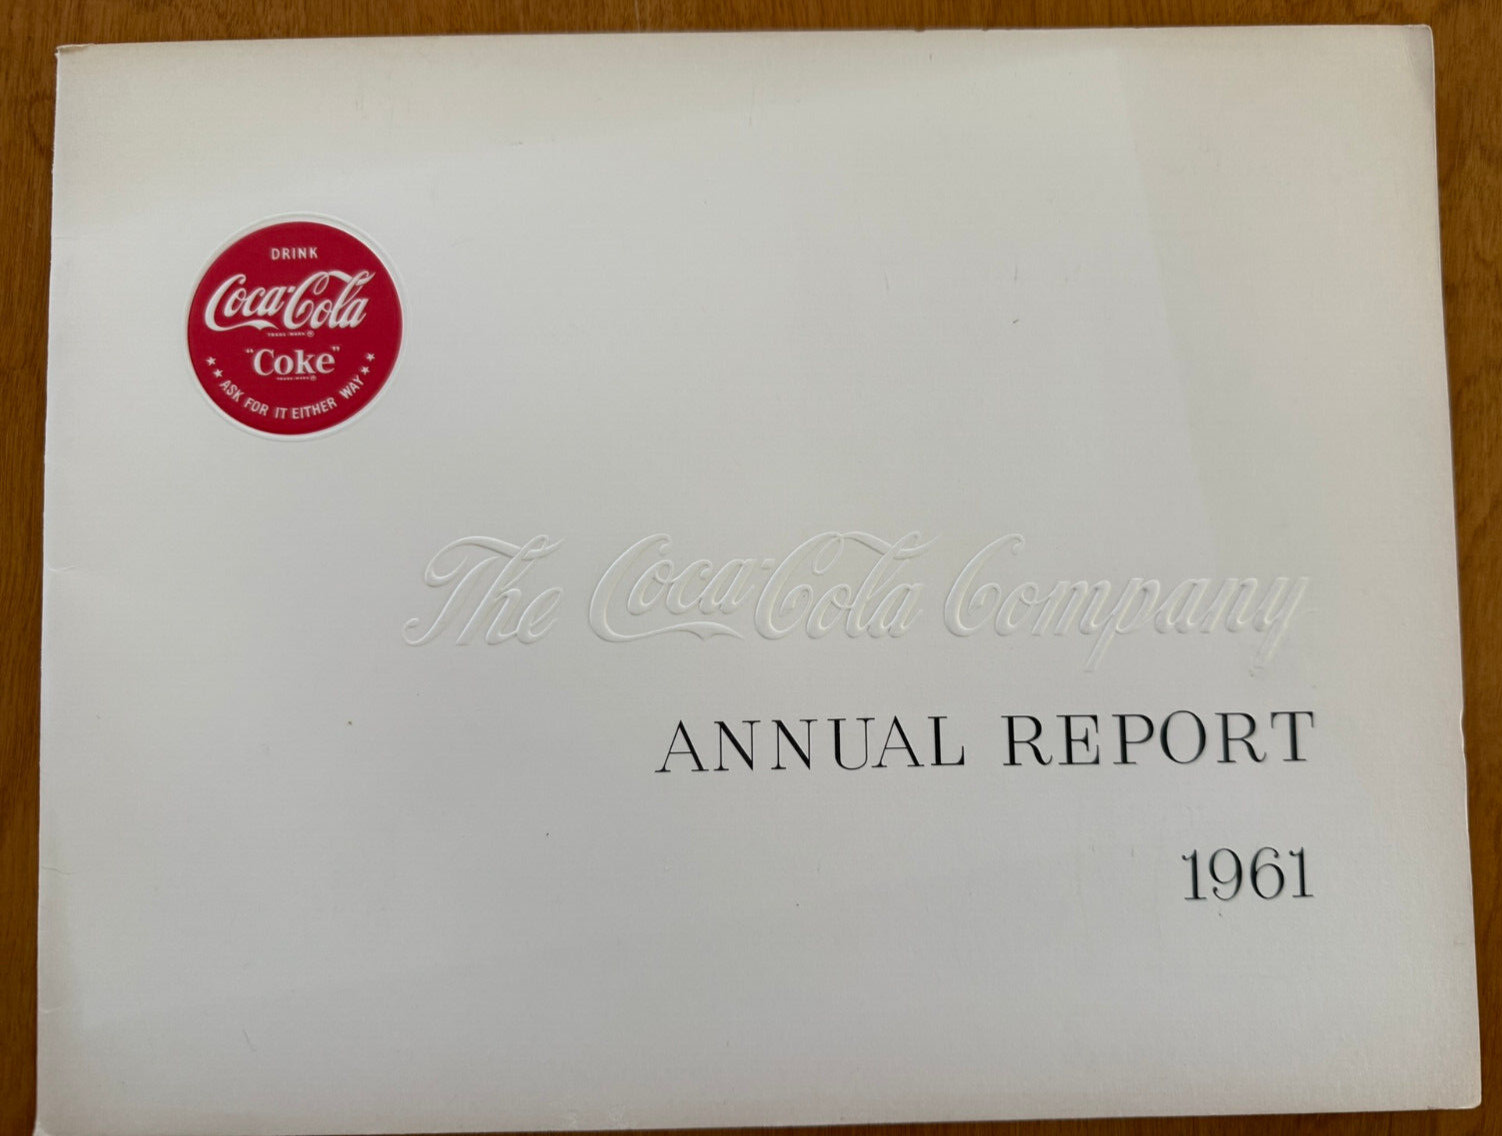 DRINK
Coca-Cola
TRADE MARK ®
"Coke"
TRADE MARK ®
★ ★ ASK FOR IT EITHER WAY ★ ★
The Coca-Cola Company
ANNUAL REPORT
1961